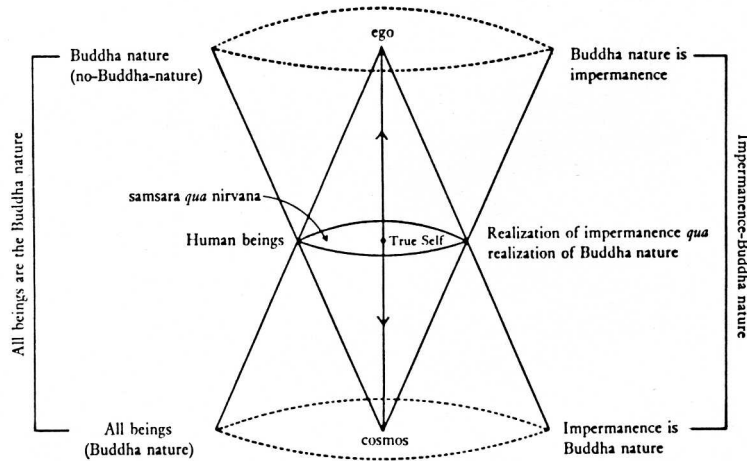 ego
Buddha nature
(no-Buddha-nature)
Buddha nature is
impermanence
All beings are the Buddha nature
Impermanence-Buddha nature
samsara qua nirvana
Human beings
True Self
Realization of impermanence qua
realization of Buddha nature
All beings
(Buddha nature)
cosmos
Impermanence is
Buddha nature